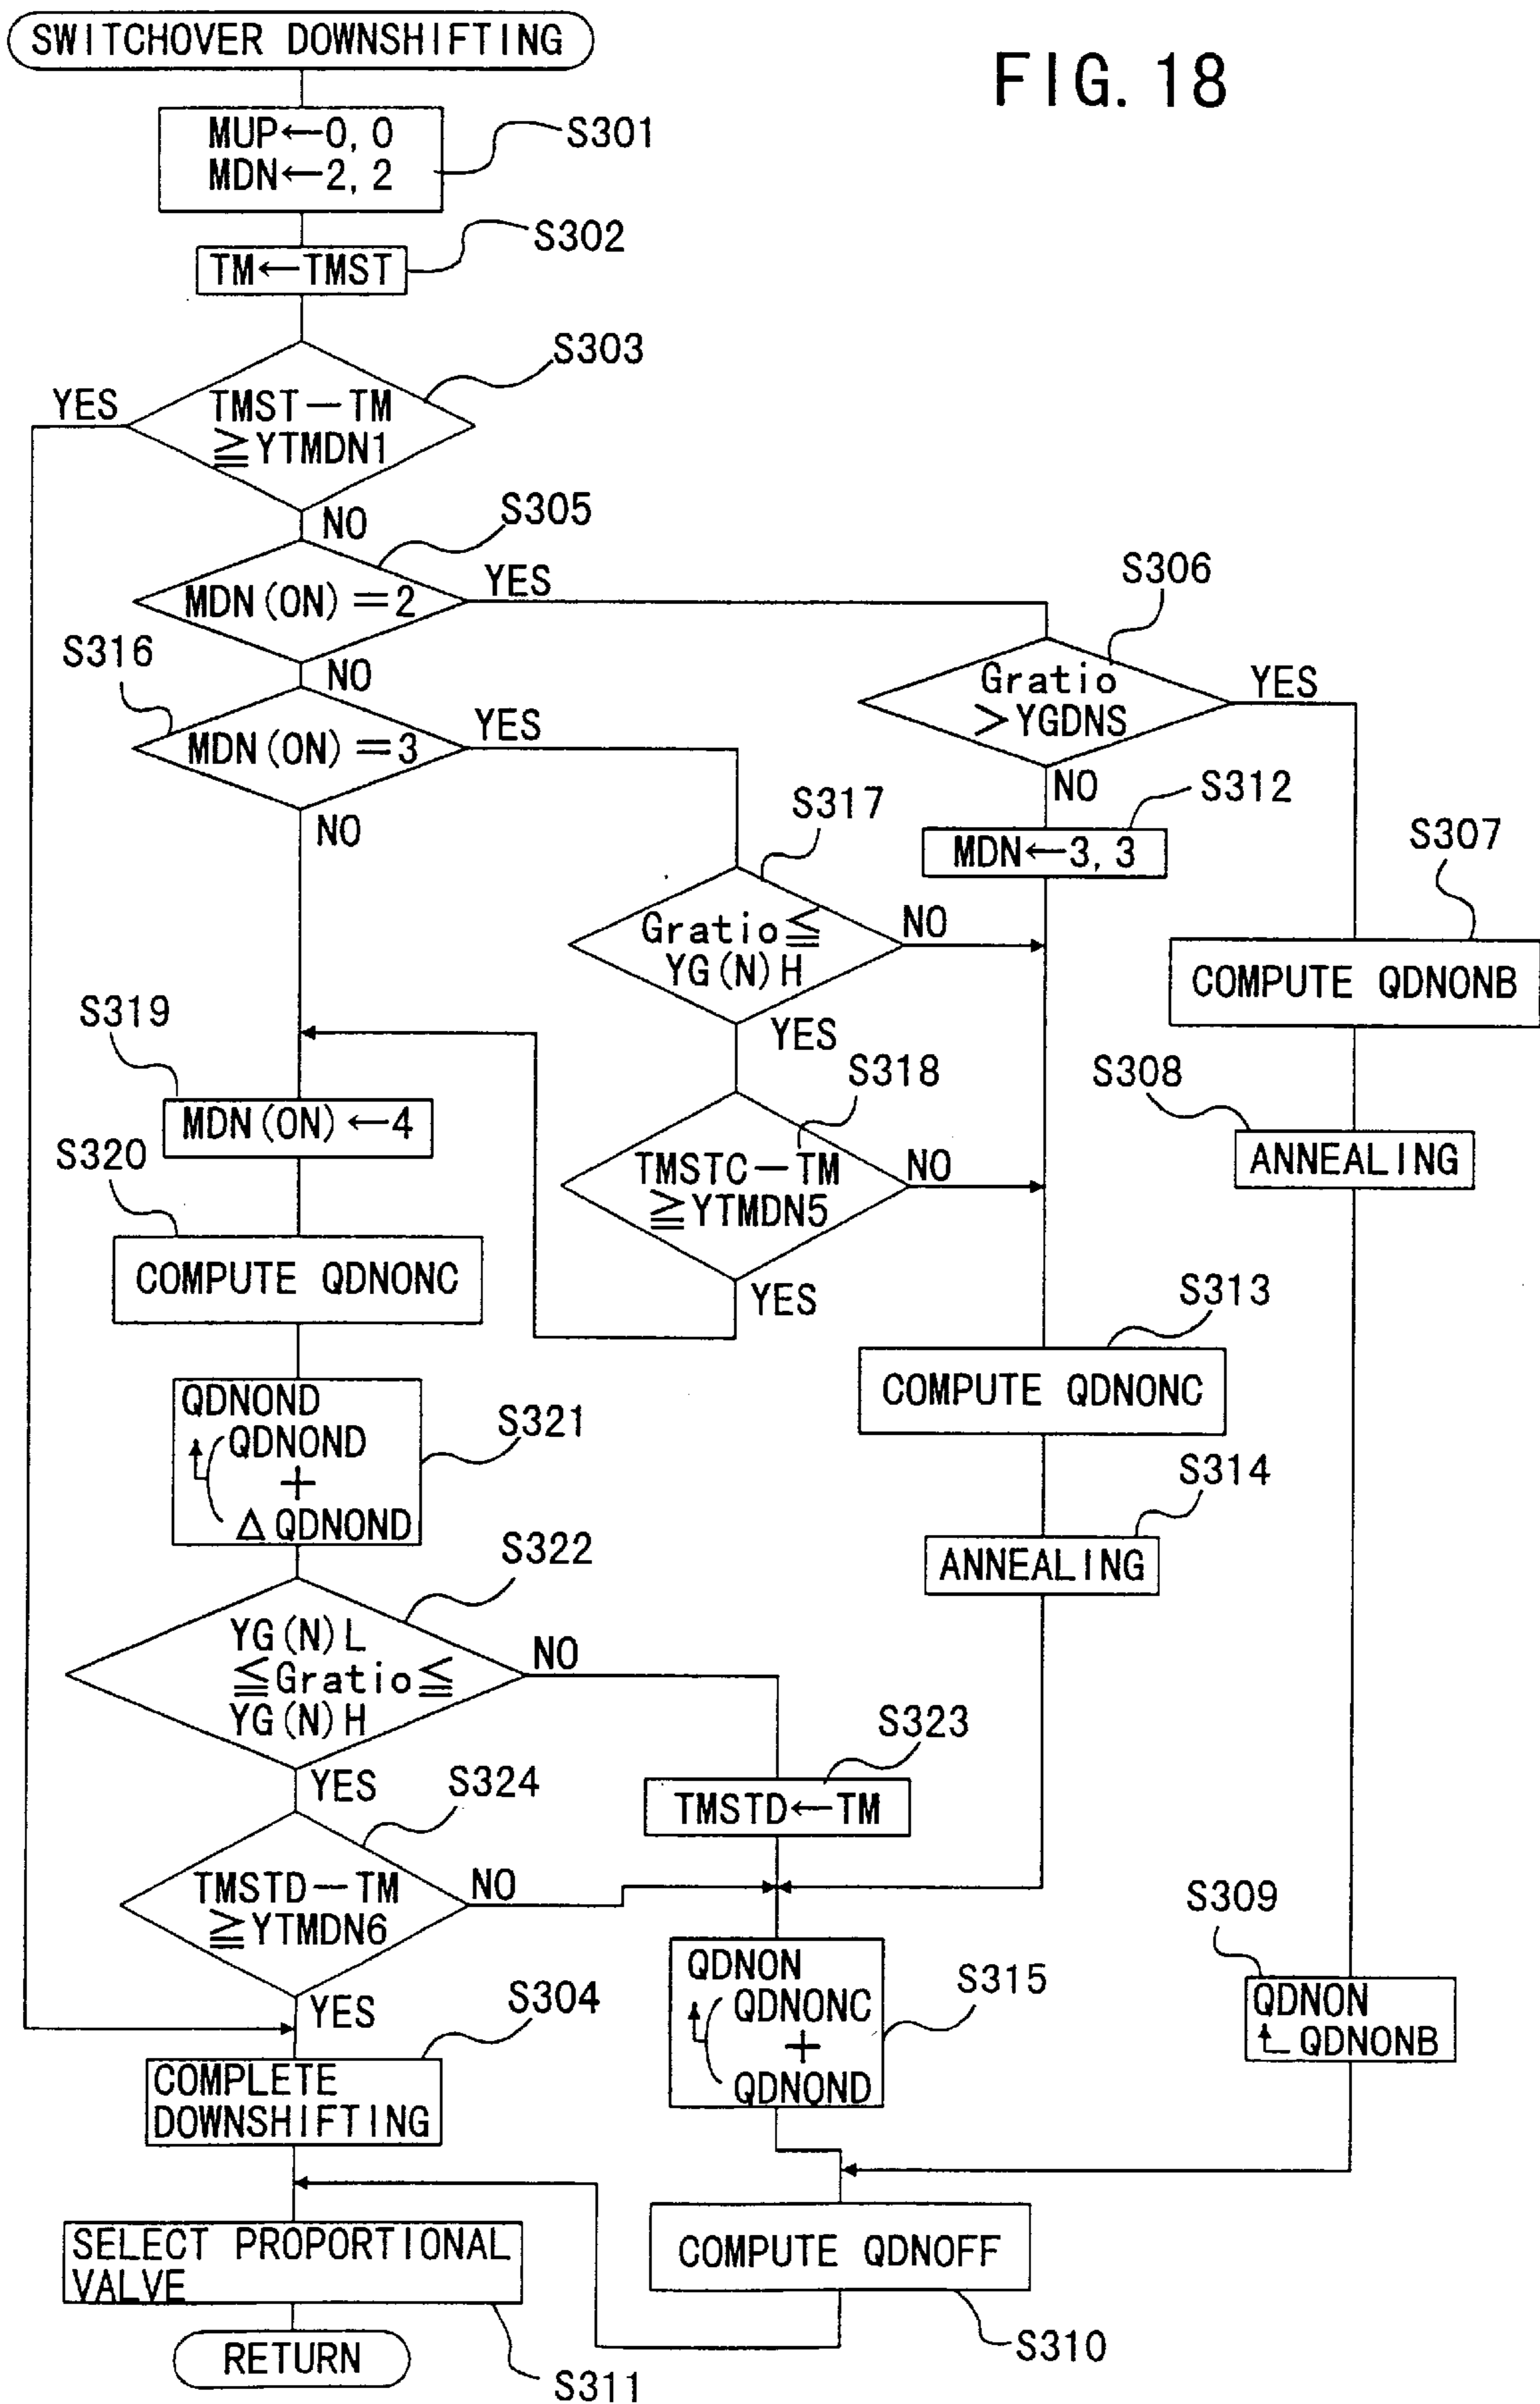 SWITCHOVER DOWNSHIFTING
FIG. 18
MUP←0, 0
MDN←2, 2
S301
TM←TMST
S302
S303
YES
TMST−TM
≧YTMDN1
NO
S305
MDN(ON)=2
YES
S306
S316
NO
Gratio
>YGDNS
YES
MDN(ON)=3
YES
NO
S312
NO
S317
MDN←3, 3
S307
Gratio≦
YG(N)H
NO
COMPUTE QDNONB
S319
YES
S318
S308
MDN(ON)←4
ANNEALING
S320
TMSTC−TM
≧YTMDN5
NO
COMPUTE QDNONC
YES
S313
COMPUTE QDNONC
QDNOND
QDNOND
+
ΔQDNOND
S321
S314
S322
ANNEALING
YG(N)L
≦Gratio≦
YG(N)H
NO
S323
YES
S324
TMSTD←TM
TMSTD−TM
≧YTMDN6
NO
S309
QDNON
QDNONC
+
QDNOND
S315
YES
S304
QDNON
QDNONB
COMPLETE
DOWNSHIFTING
SELECT PROPORTIONAL
VALVE
COMPUTE QDNOFF
RETURN
S310
S311